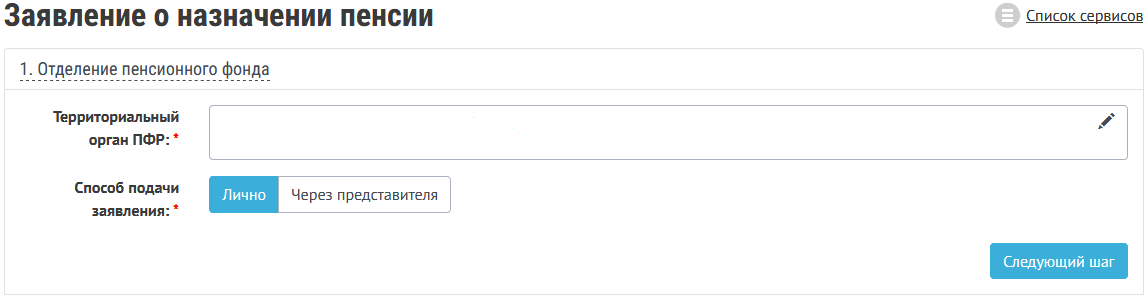 Заявление о назначении пенсии
Список сервисов
1. Отделение пенсионного фонда
Территориальный
орган ПФР: *
Способ подачи
заявления: *
Лично
Через представителя
Следующий шаг